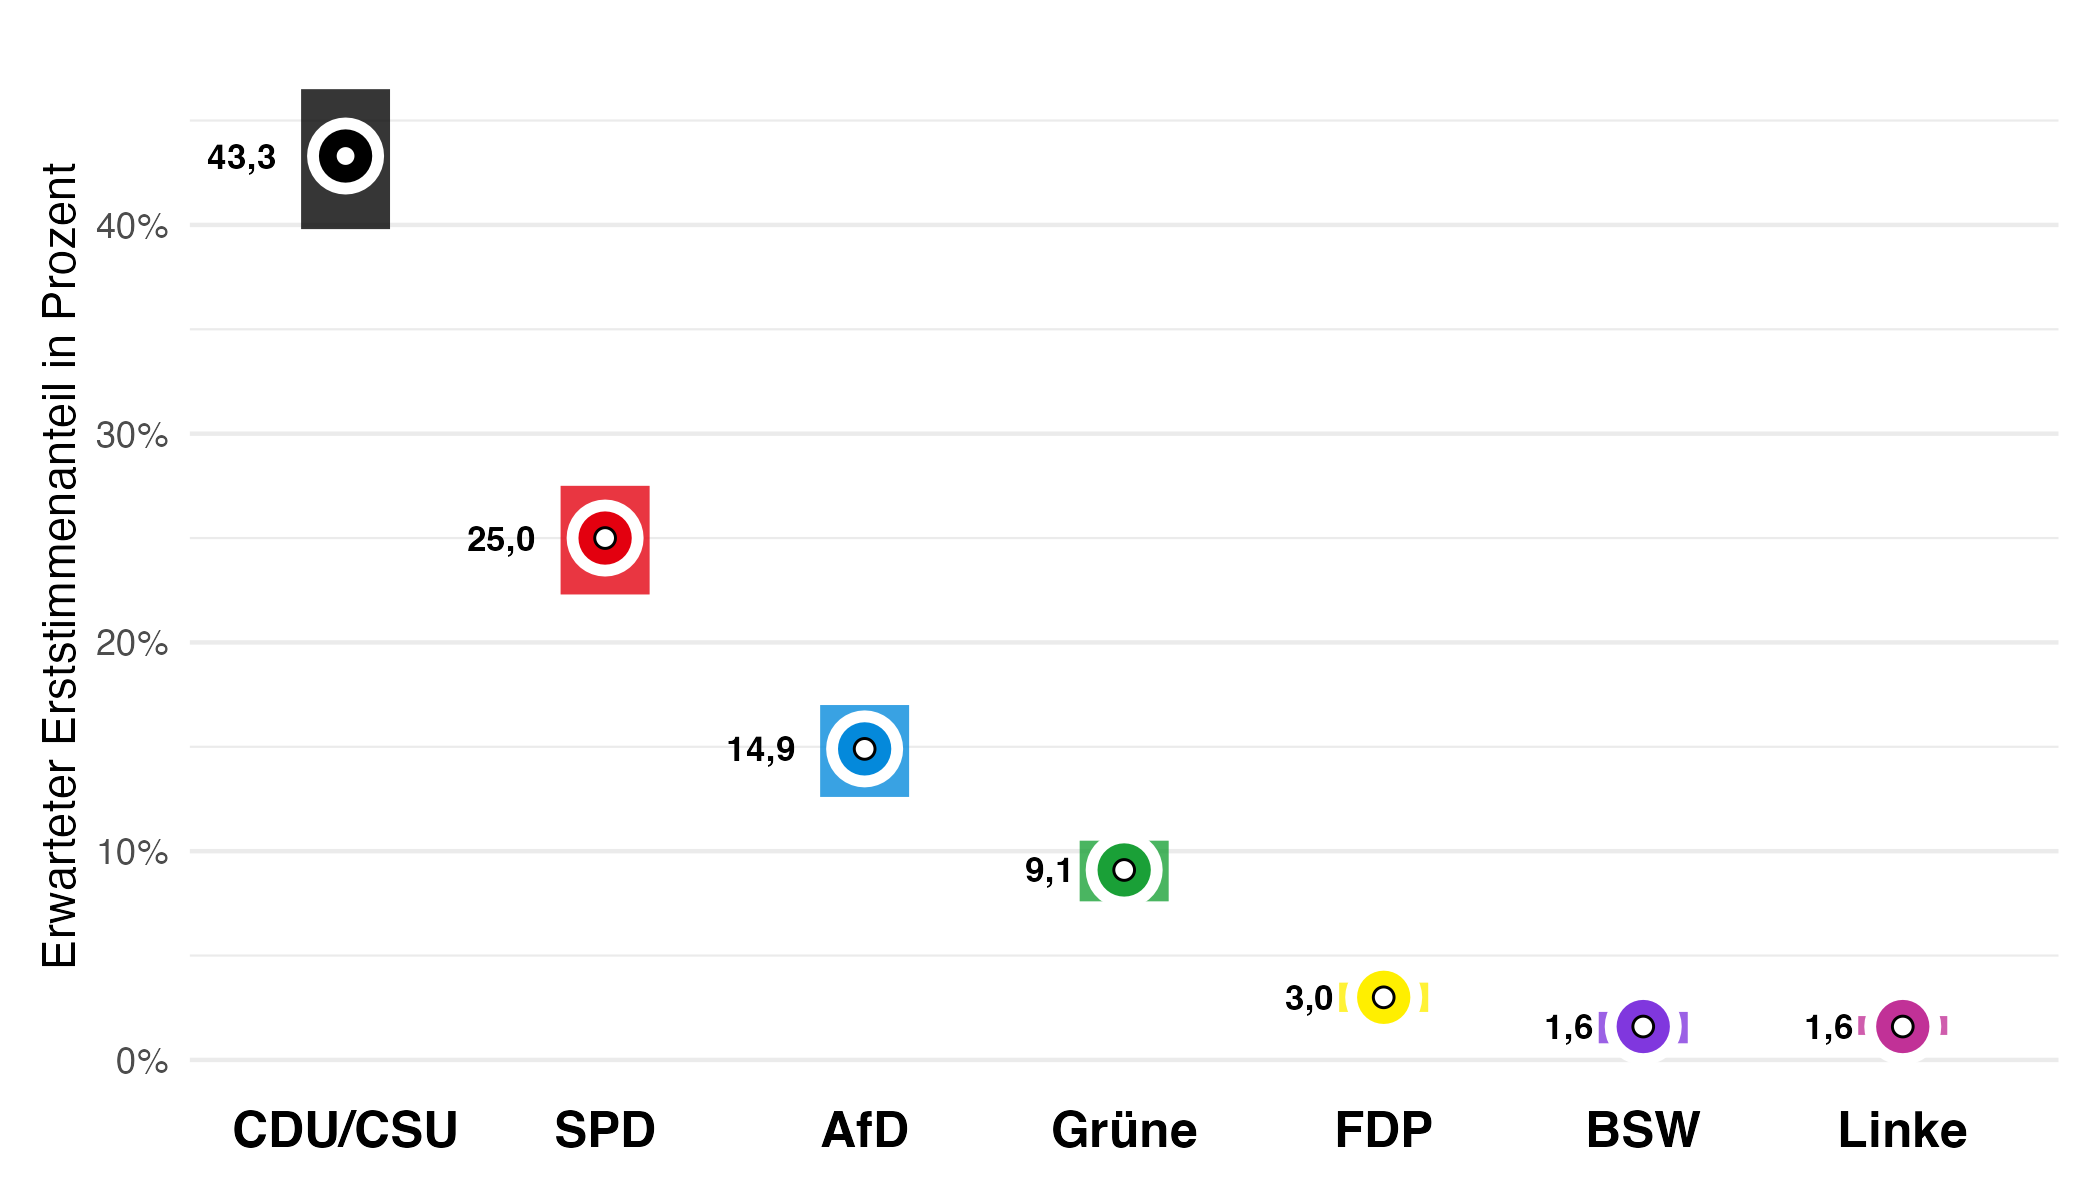 Erwarteter Erststimmenanteil in Prozent
40%
30%
20%
10%
0%
43,3
25,0
14,9
9,1
3,0
1,6
1,6
CDU/CSU
SPD
AfD
Grüne
FDP
BSW
Linke